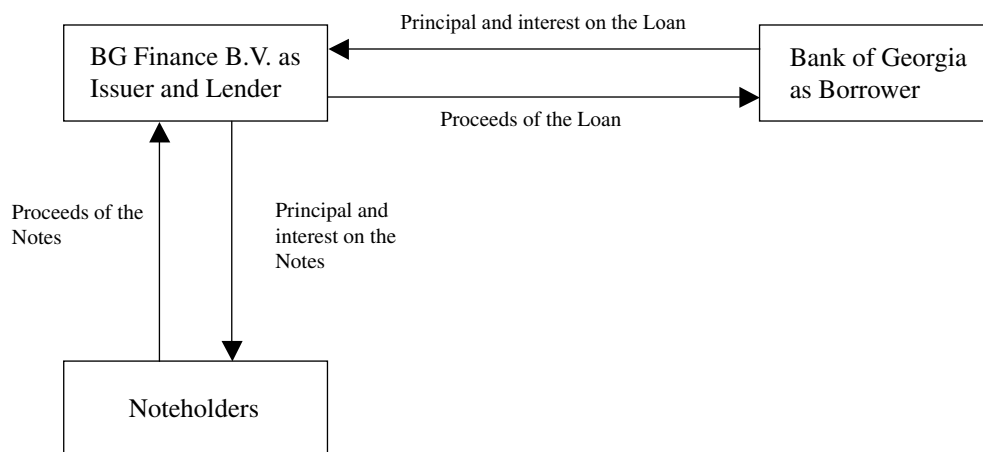 Principal and interest on the Loan
BG Finance B.V. as
Issuer and Lender
Bank of Georgia
as Borrower
Proceeds of the Loan
Proceeds of the
Notes
Principal and
interest on the
Notes
Noteholders